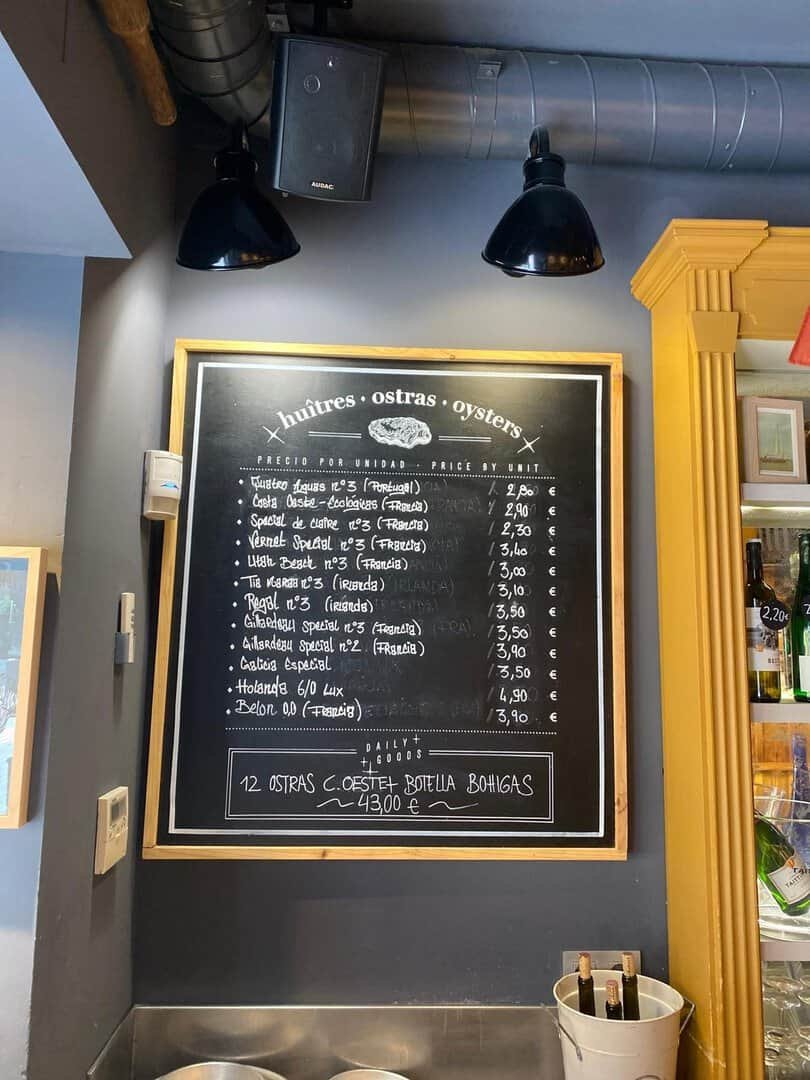 AUDAC
huîtres · ostras · oysters
PRECIO POR UNIDAD · PRICE BY UNIT
Quatro Aguas nº3 (Portugal) / 2,80 €
Costa Oeste-Ecológicas (Francia) / 2,90 €
Special de claire nº3 (Francia) / 2,30 €
Vernet Special nº3 (Francia) / 3,40 €
Utah Beach nº3 (Francia) / 3,00 €
Tia Maraa nº3 (irlanda) / 3,10 €
Regal nº3 (irlanda) / 3,50 €
Gillardeau special nº3 (Francia) / 3,50 €
Gillardeau special nº2. (Francia) / 3,90 €
Galicia Especial / 3,50 €
Holanda 6/0 Lux / 4,90 €
Belon 0.0 (Francia) / 3,90 €
DAILY
GOODS
12 OSTRAS C.OESTE+ BOTELLA BOHIGAS
43,00 €
2,20€